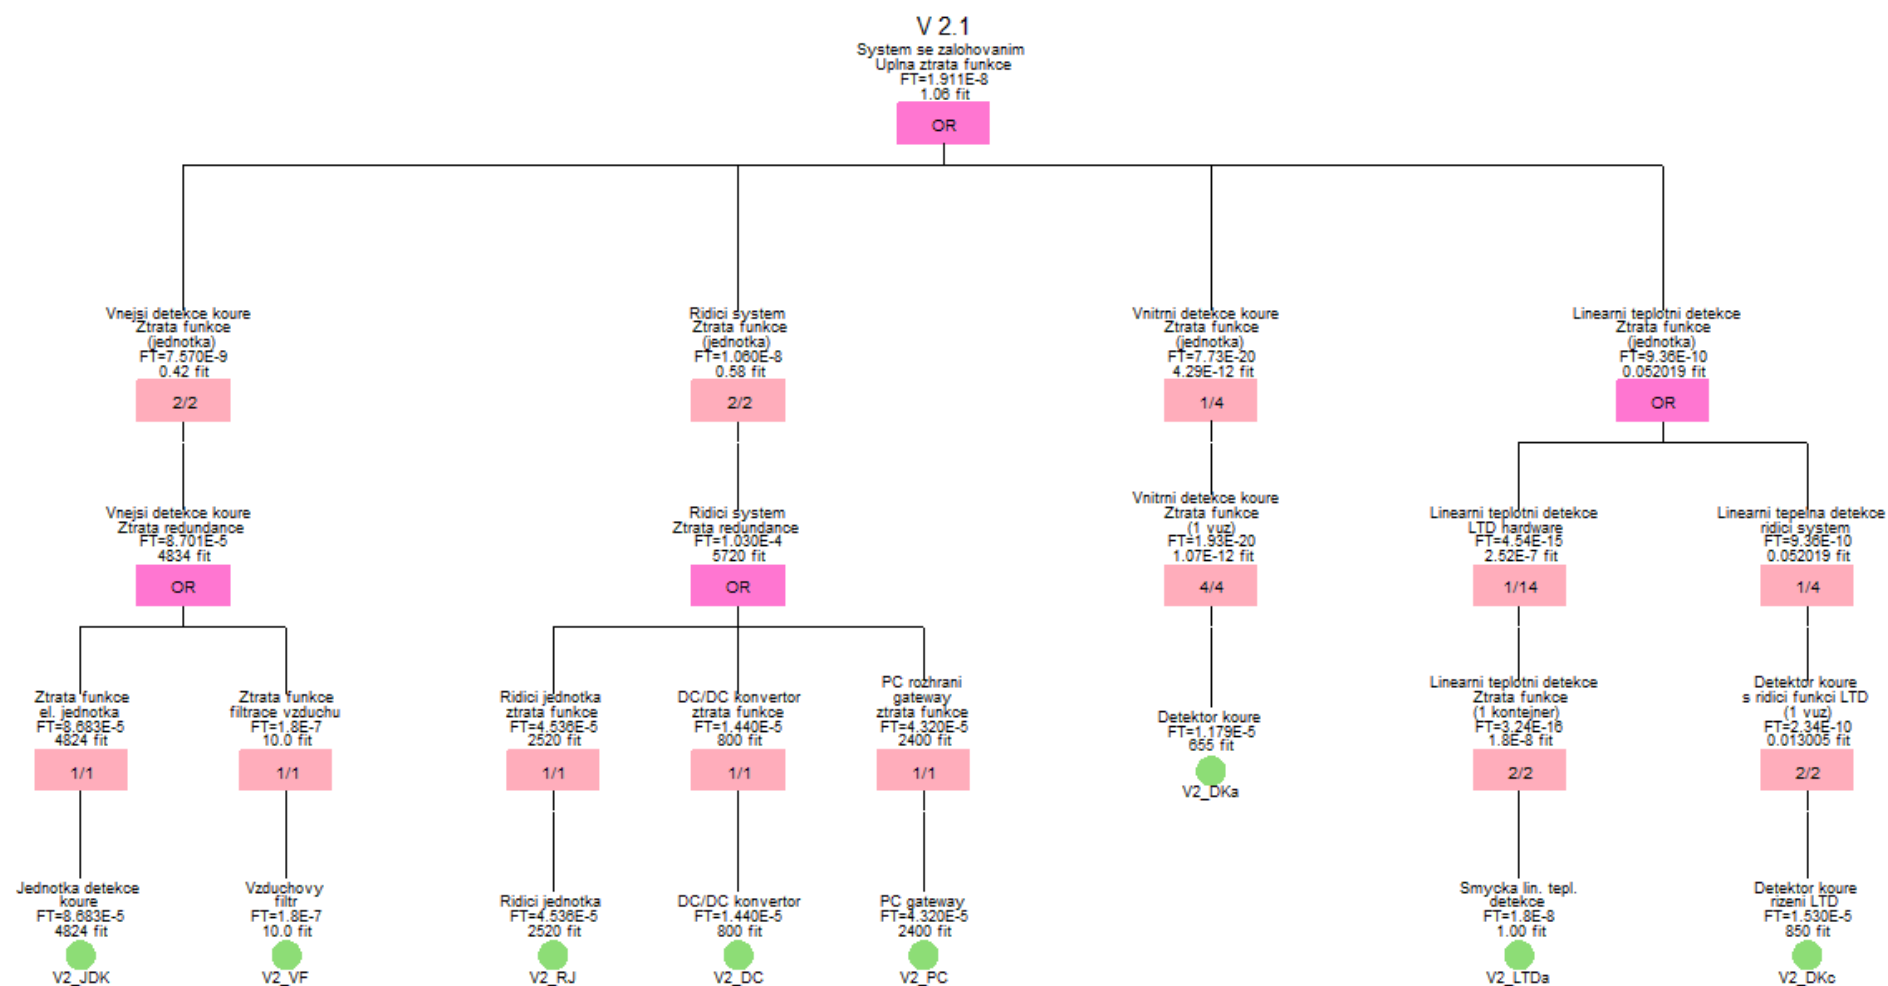 V 2.1
System se zalohovanim
Uplna ztrata funkce
FT=1.911E-8
1.06 fit
OR
Vnejsi detekce koure
Ztrata funkce
(jednotka)
FT=7.570E-9
0.42 fit
2/2
Ridici system
Ztrata funkce
(jednotka)
FT=1.060E-8
0.58 fit
2/2
Vnitrni detekce koure
Ztrata funkce
(jednotka)
FT=7.73E-20
4.29E-12 fit
1/4
Linearni teplotni detekce
Ztrata funkce
(jednotka)
FT=9.36E-10
0.052019 fit
OR
Vnejsi detekce koure
Ztrata redundance
FT=8.701E-5
4834 fit
OR
Ridici system
Ztrata redundance
FT=1.030E-4
5720 fit
OR
Vnitrni detekce koure
Ztrata funkce
(1 vuz)
FT=1.93E-20
1.07E-12 fit
4/4
Linearni teplotni detekce
LTD hardware
FT=4.54E-15
2.52E-7 fit
1/14
Linearni tepelna detekce
ridici system
FT=9.36E-10
0.052019 fit
1/4
Ztrata funkce
el. jednotka
FT=8.683E-5
4824 fit
1/1
Ztrata funkce
filtrace vzduchu
FT=1.8E-7
10.0 fit
1/1
Ridici jednotka
ztrata funkce
FT=4.536E-5
2520 fit
1/1
DC/DC konvertor
ztrata funkce
FT=1.440E-5
800 fit
1/1
PC rozhrani
gateway
ztrata funkce
FT=4.320E-5
2400 fit
1/1
Detektor koure
FT=1.179E-5
655 fit
V2_DKa
Linearni teplotni detekce
Ztrata funkce
(1 kontejner)
FT=3.24E-16
1.8E-8 fit
2/2
Detektor koure
s ridici funkci LTD
(1 vuz)
FT=2.34E-10
0.013005 fit
2/2
Jednotka detekce
koure
FT=8.683E-5
4824 fit
V2_JDK
Vzduchovy
filtr
FT=1.8E-7
10.0 fit
V2_VF
Ridici jednotka
FT=4.536E-5
2520 fit
V2_RJ
DC/DC konvertor
FT=1.440E-5
800 fit
V2_DC
PC gateway
FT=4.320E-5
2400 fit
V2_PC
Smycka lin. tepl.
detekce
FT=1.8E-8
1.00 fit
V2_LTDa
Detektor koure
rizeni LTD
FT=1.530E-5
850 fit
V2_DKc